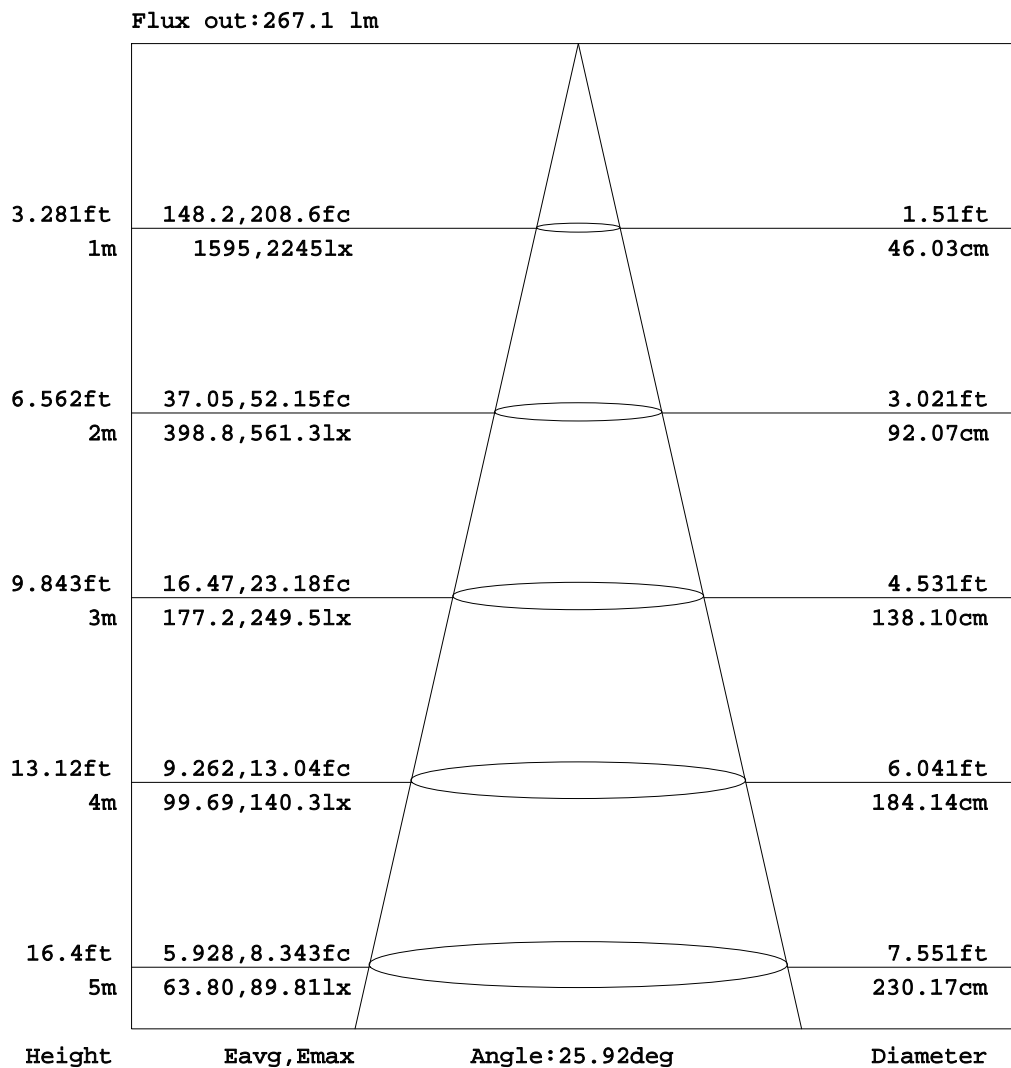 Flux out:267.1 lm
3.281ft 148.2,208.6fc 1.51ft
1m 1595,2245lx 46.03cm
6.562ft 37.05,52.15fc 3.021ft
2m 398.8,561.3lx 92.07cm
9.843ft 16.47,23.18fc 4.531ft
3m 177.2,249.5lx 138.10cm
13.12ft 9.262,13.04fc 6.041ft
4m 99.69,140.3lx 184.14cm
16.4ft 5.928,8.343fc 7.551ft
5m 63.80,89.81lx 230.17cm
Height Eavg,Emax Angle:25.92deg Diameter